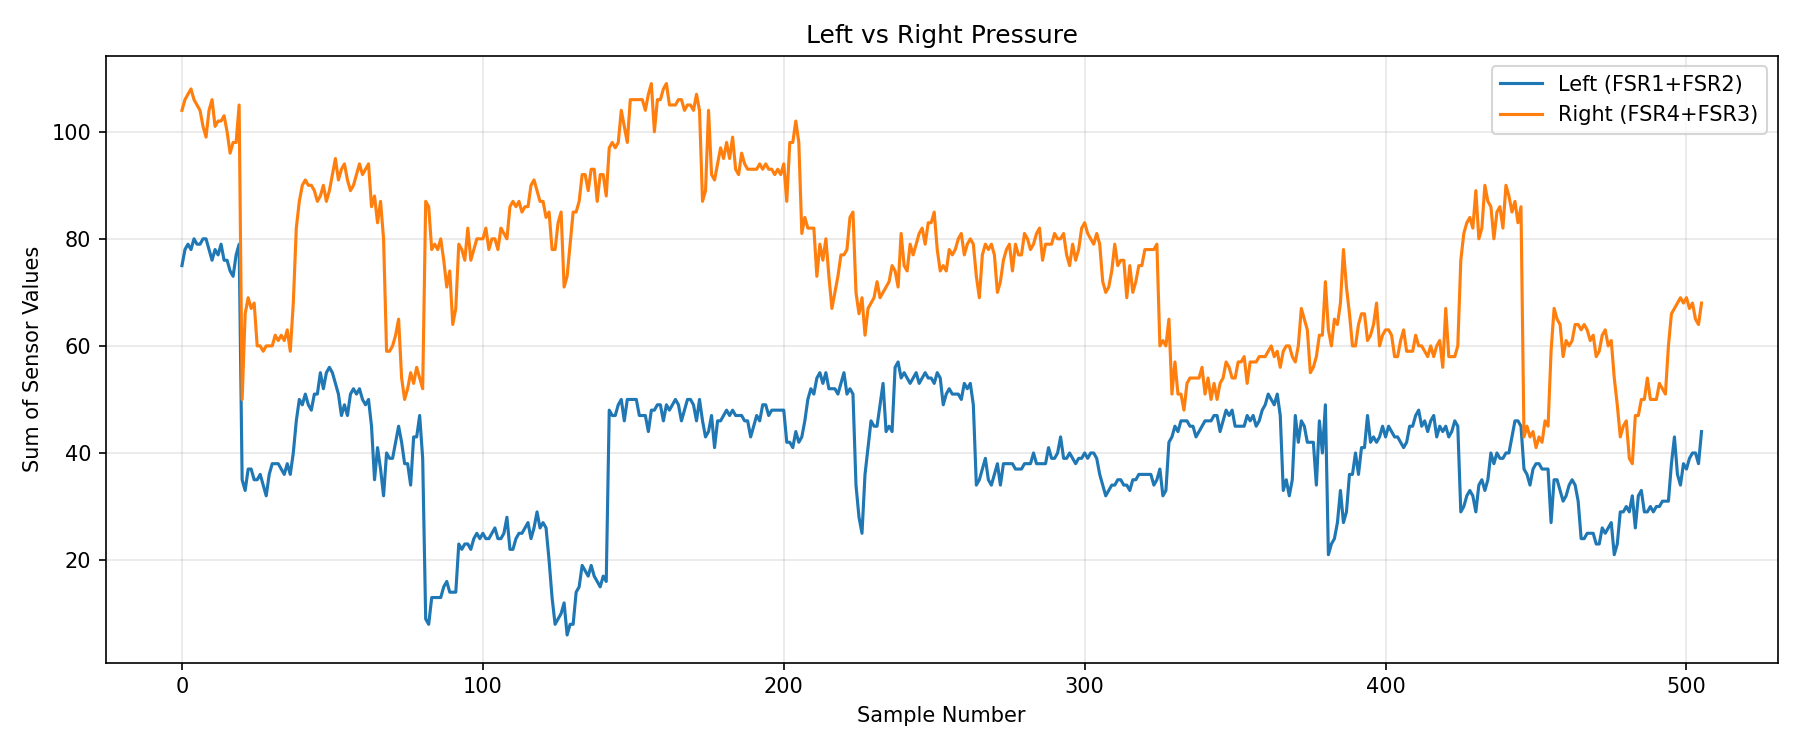 Left vs Right Pressure
Left (FSR1+FSR2)
Right (FSR4+FSR3)
Sum of Sensor Values
100
80
60
40
20
0 100 200 300 400 500
Sample Number